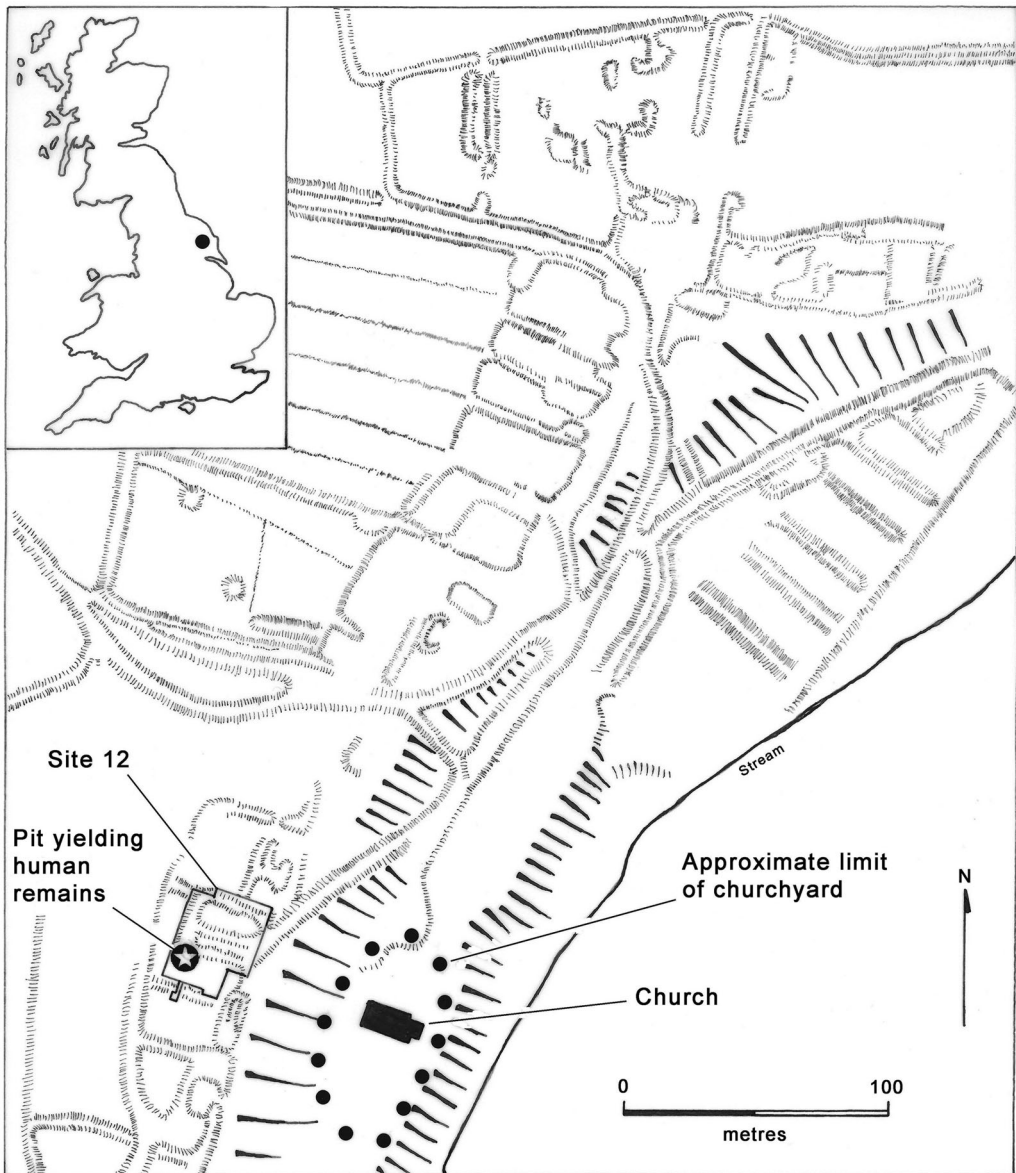 Site 12
Pit yielding
human
remains
Stream
Approximate limit
of churchyard
N
Church
0 100
metres